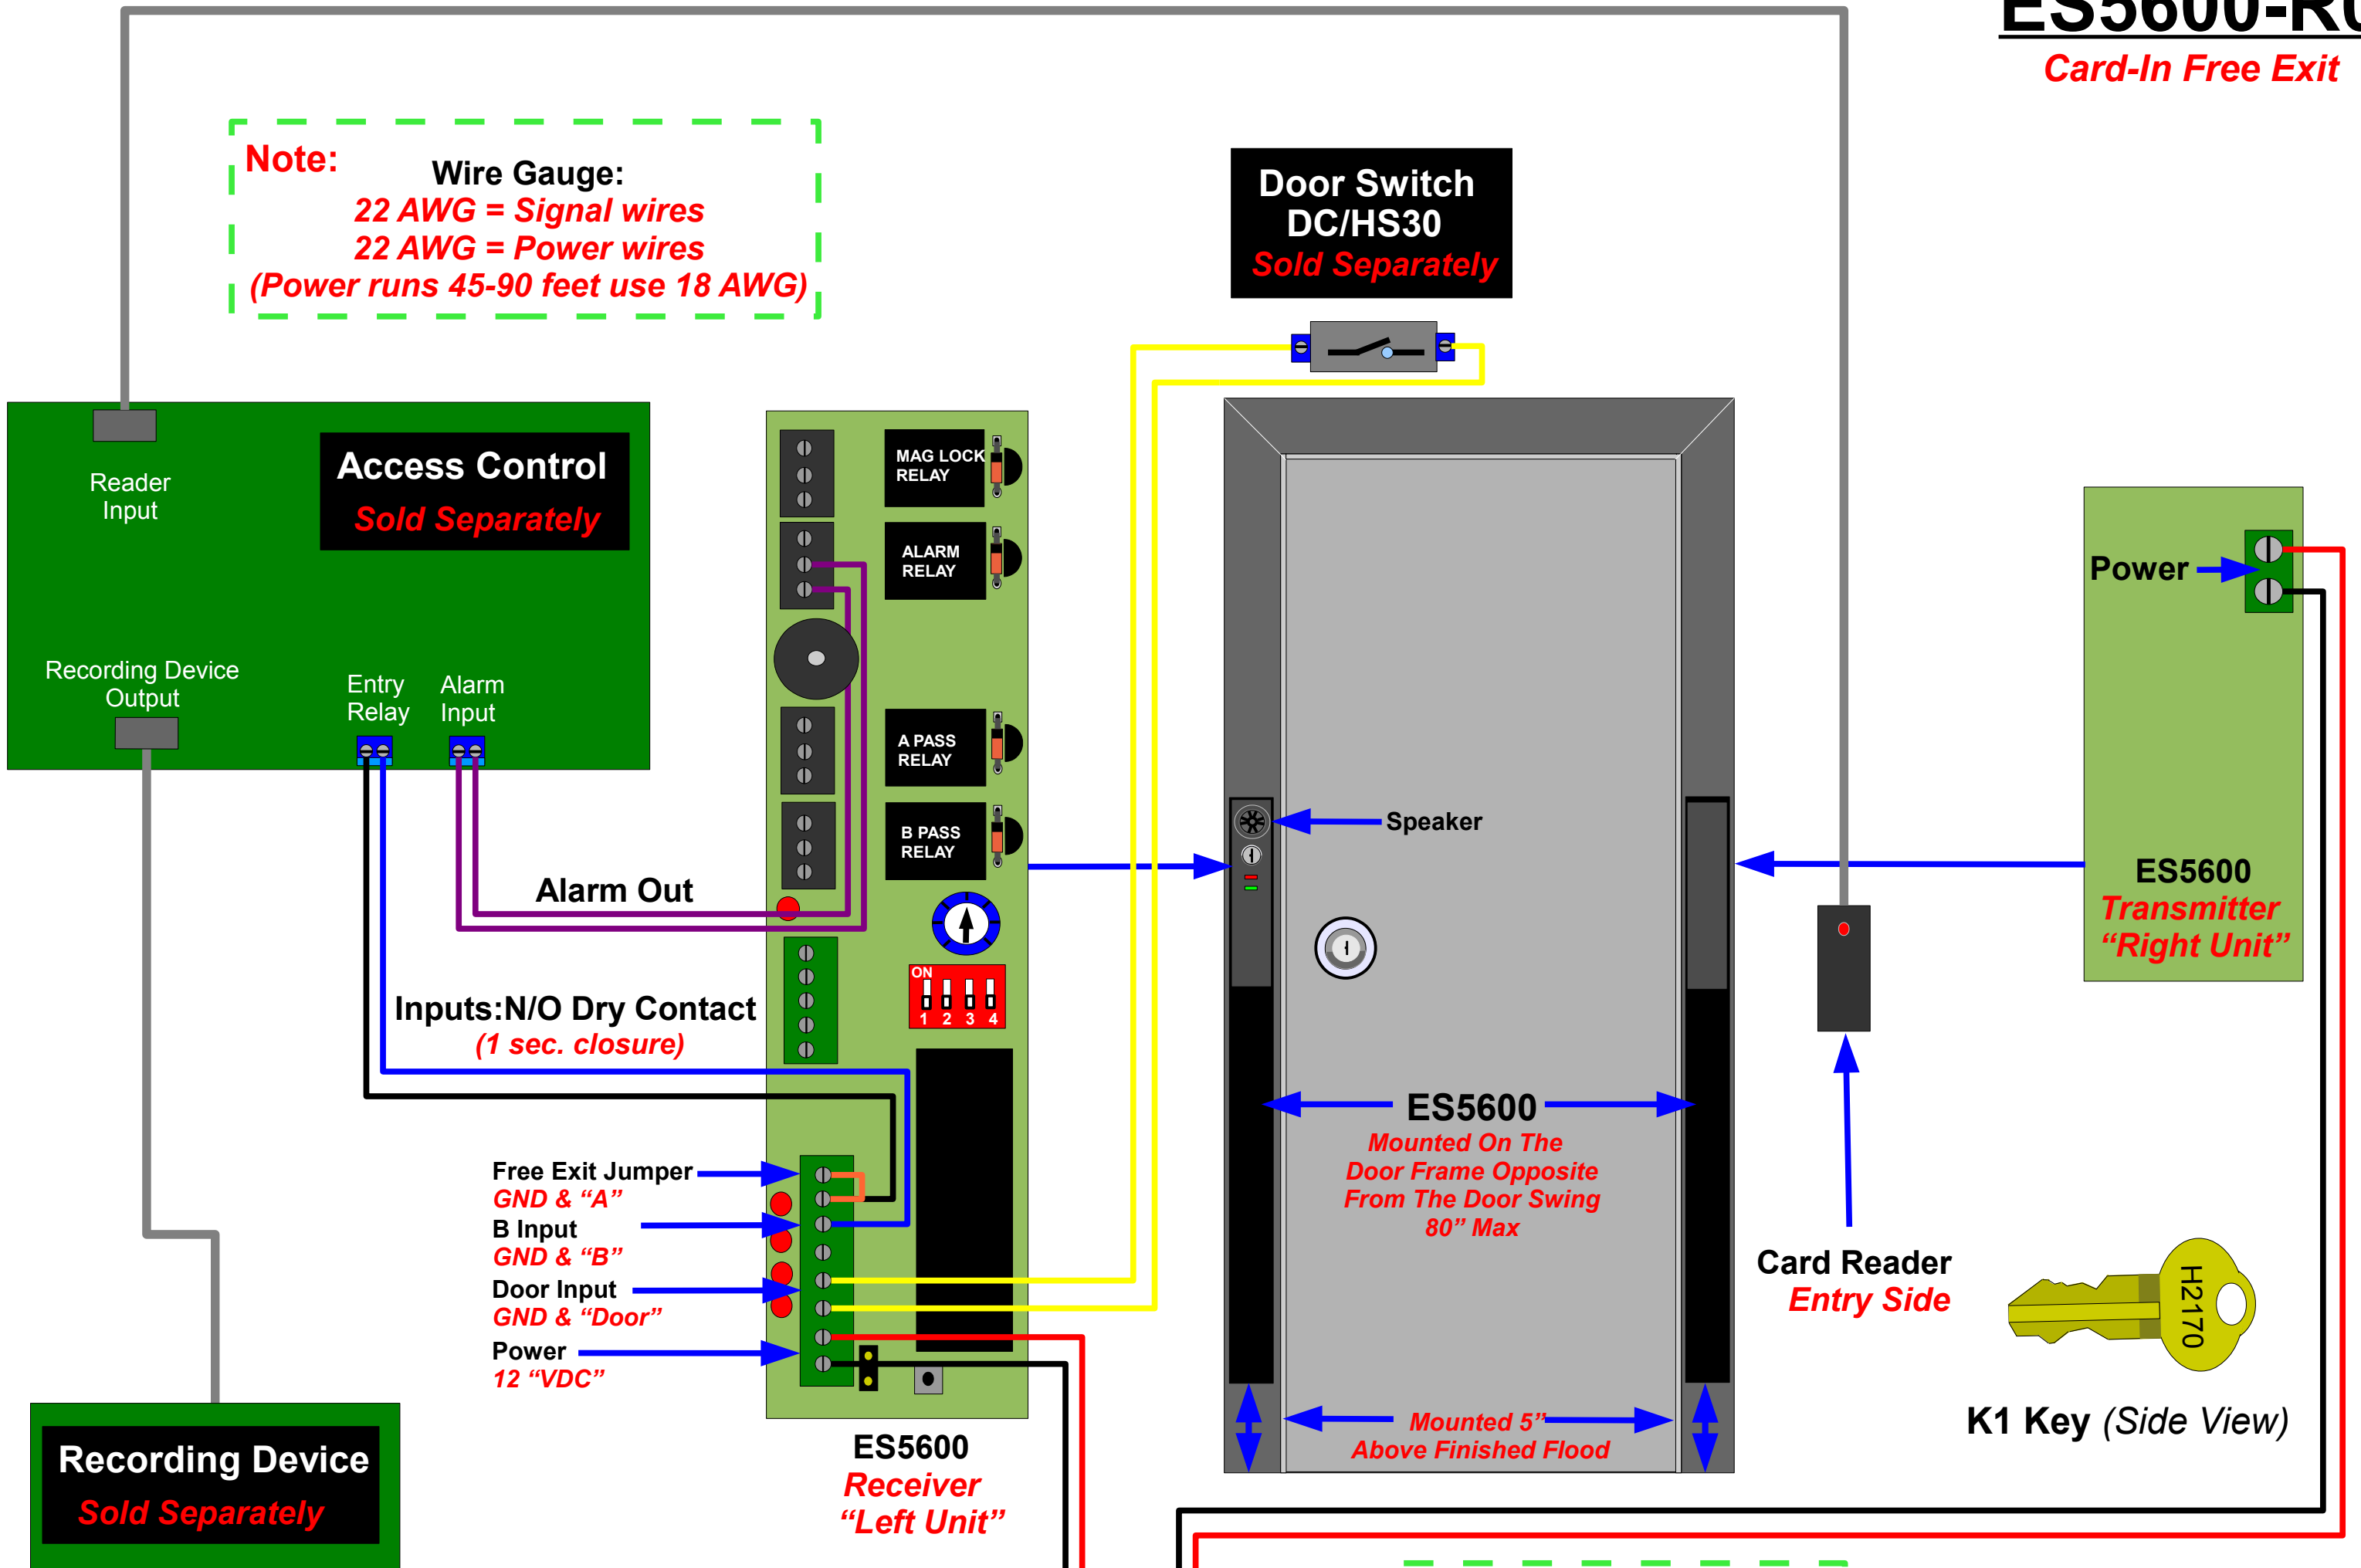 ES5600-R0
Card-In Free Exit
Note:
Wire Gauge:
22 AWG = Signal wires
22 AWG = Power wires
(Power runs 45-90 feet use 18 AWG)
Door Switch
DC/HS30
Sold Separately
Access Control
Sold Separately
Reader
Input
Recording Device
Output
Entry
Relay
Alarm
Input
MAG LOCK
RELAY
ALARM
RELAY
A PASS
RELAY
B PASS
RELAY
ON
1 2 3 4
Alarm Out
Inputs:N/O Dry Contact
(1 sec. closure)
Free Exit Jumper
GND & “A”
B Input
GND & “B”
Door Input
GND & “Door”
Power
12 “VDC”
ES5600
Receiver
“Left Unit”
Recording Device
Sold Separately
Speaker
ES5600
Mounted On The
Door Frame Opposite
From The Door Swing
80” Max
Mounted 5”
Above Finished Flood
Power
ES5600
Transmitter
“Right Unit”
Card Reader
Entry Side
H2170
K1 Key (Side View)